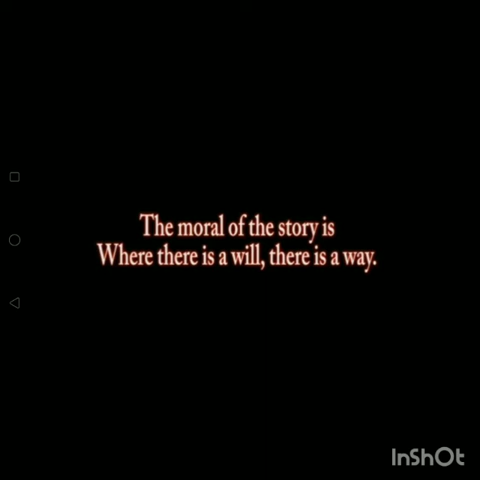 The moral of the story is
Where there is a will, there is a way.
InShOt